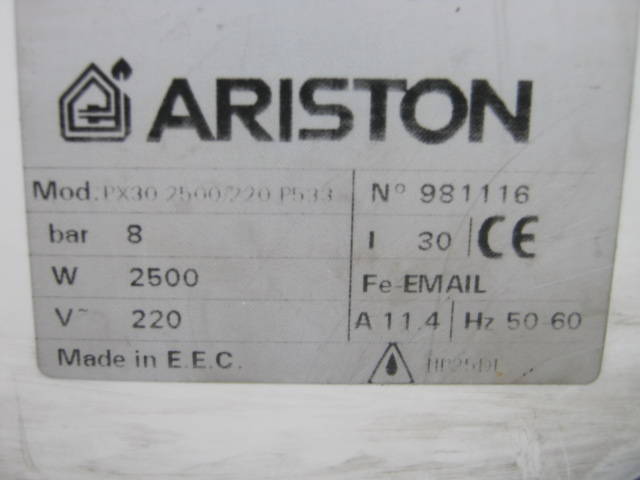 ARISTON
Mod. PX30 2500/220 P533 N° 981116
bar 8 l 30 CE
W 2500 Fe-EMAIL
V~ 220 A 11.4 Hz 50-60
Made in E.E.C.